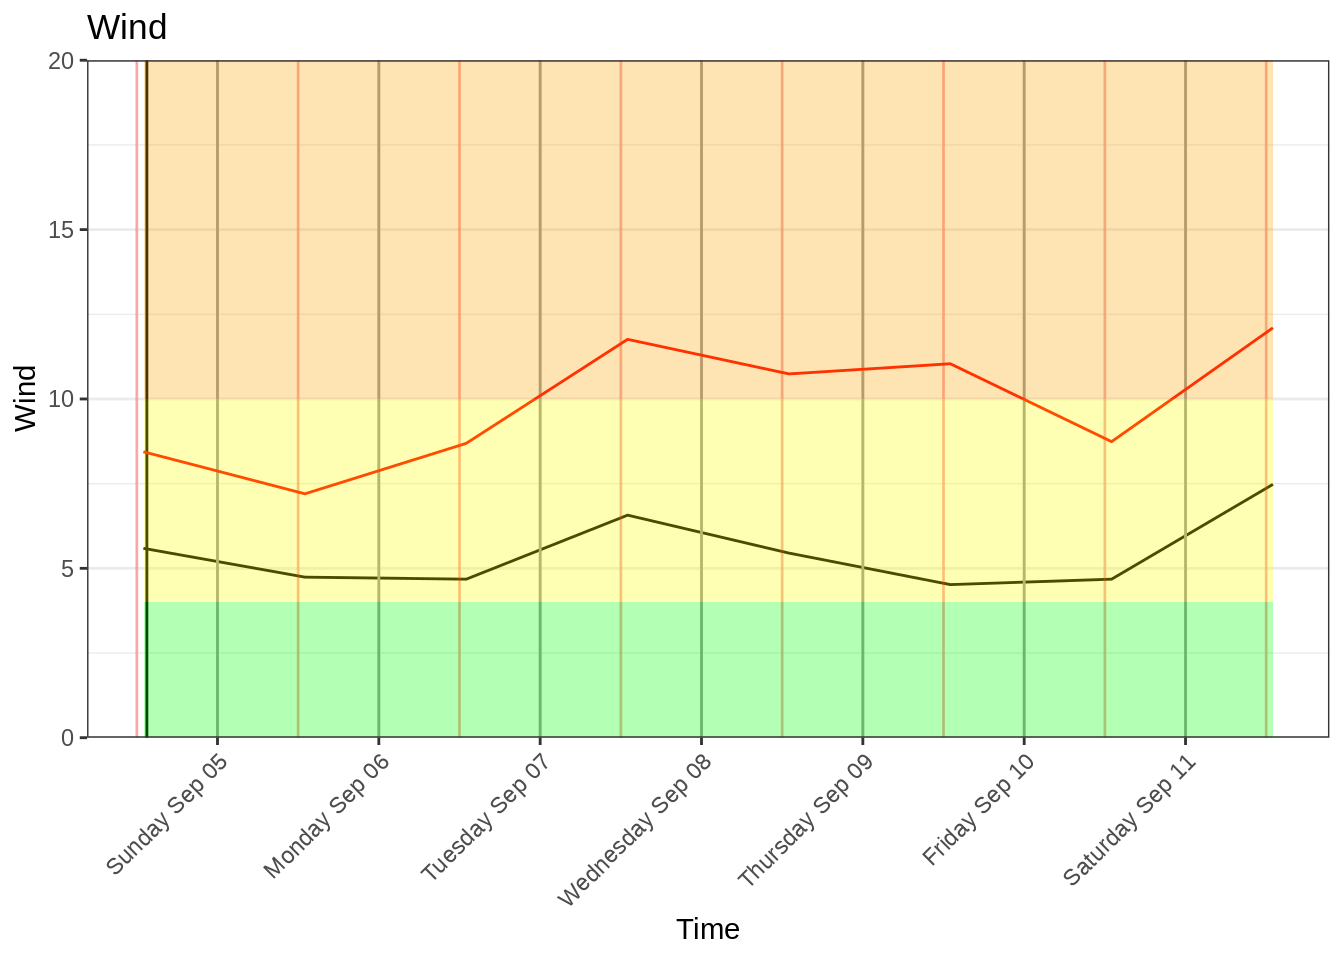 Wind
Wind
20
15
10
5
0
Sunday Sep 05
Monday Sep 06
Tuesday Sep 07
Wednesday Sep 08
Thursday Sep 09
Friday Sep 10
Saturday Sep 11
Time